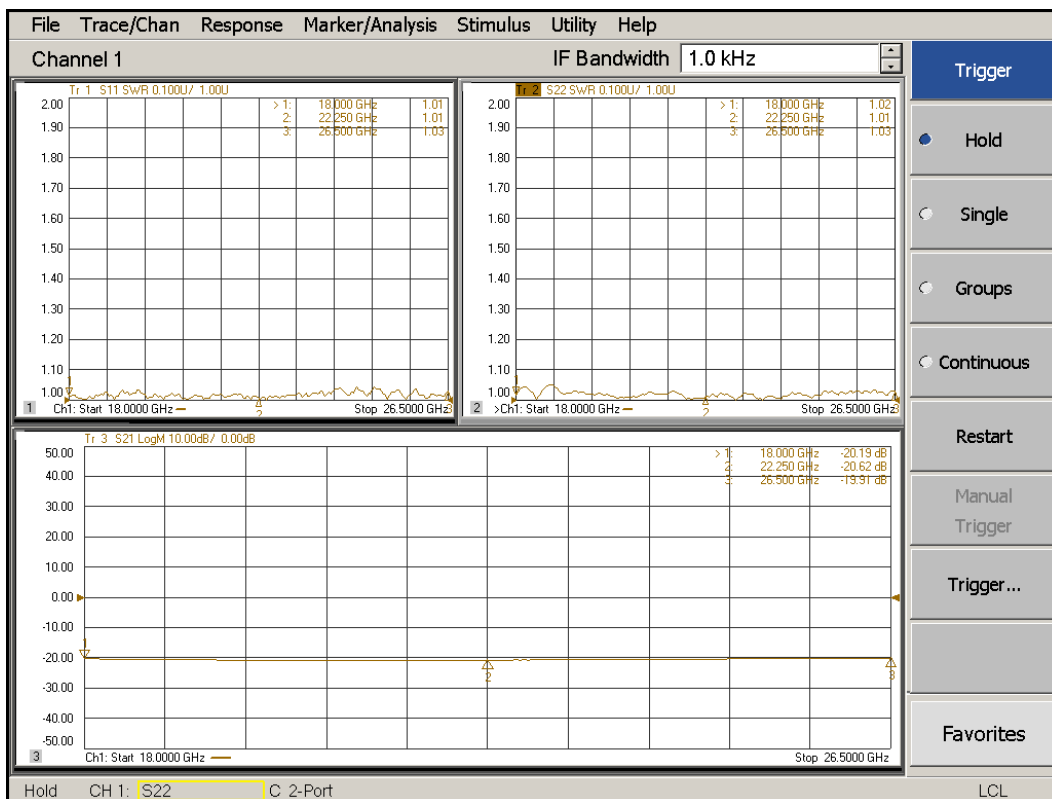 File Trace/Chan Response Marker/Analysis Stimulus Utility Help
Channel 1 IF Bandwidth 1.0 kHz
Tr 1 S11 SWR 0.100U/ 1.00U
2.00
1.90
1.80
1.70
1.60
1.50
1.40
1.30
1.20
1.10
1.00
> 1: 18.000 GHz 1.01
2: 22.250 GHz 1.01
3: 26.500 GHz 1.03
2
3
1 Ch1: Start 18.0000 GHz Stop 26.5000 GHz
Tr 2 S22 SWR 0.100U/ 1.00U
2.00
1.90
1.80
1.70
1.60
1.50
1.40
1.30
1.20
1.10
1.00
> 1: 18.000 GHz 1.02
2: 22.250 GHz 1.01
3: 26.500 GHz 1.03
2
3
2 >Ch1: Start 18.0000 GHz Stop 26.5000 GHz
Tr 3 S21 LogM 10.00dB/ 0.00dB
50.00
40.00
30.00
20.00
10.00
0.00
-10.00
-20.00
-30.00
-40.00
-50.00
> 1: 18.000 GHz -20.19 dB
2: 22.250 GHz -20.62 dB
3: 26.500 GHz -19.91 dB
2
3
3 Ch1: Start 18.0000 GHz Stop 26.5000 GHz
Trigger
Hold
Single
Groups
Continuous
Restart
Manual
Trigger
Trigger...
Favorites
Hold CH 1: S22 C 2-Port LCL